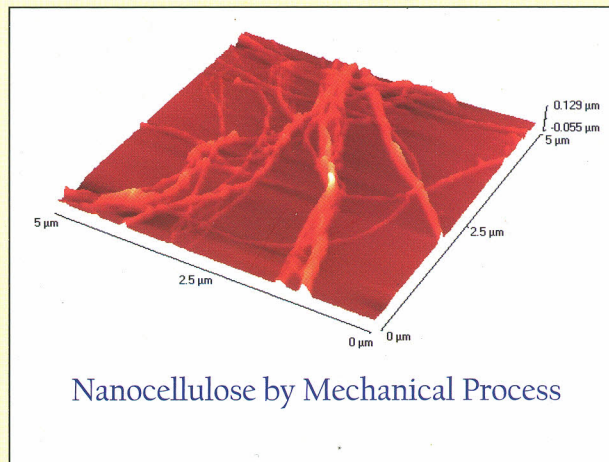 0.129 µm
-0.055 µm
5 µm
5 µm
2.5 µm
2.5 µm
0 µm
0 µm
Nanocellulose by Mechanical Process